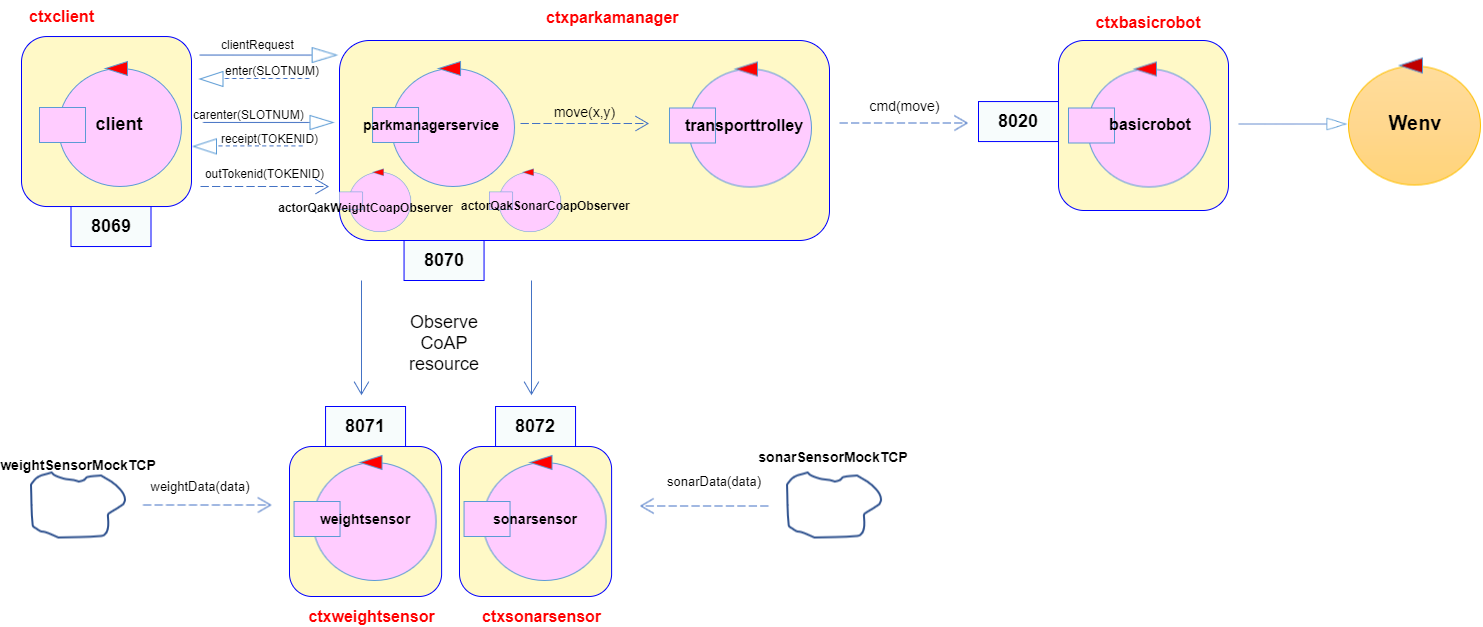 ctxclient
ctxparkamanager
ctxbasicrobot
clientRequest
enter(SLOTNUM)
carenter(SLOTNUM)
receipt(TOKENID)
outTokenid(TOKENID)
client
8069
parkmanagerservice
move(x,y)
transporttrolley
actorQakWeightCoapObserver
actorQakSonarCoapObserver
8070
cmd(move)
8020
basicrobot
Wenv
Observe
CoAP
resource
8071
8072
weightSensorMockTCP
weightData(data)
weightsensor
sonarsensor
sonarData(data)
sonarSensorMockTCP
ctxweightsensor
ctxsonarsensor